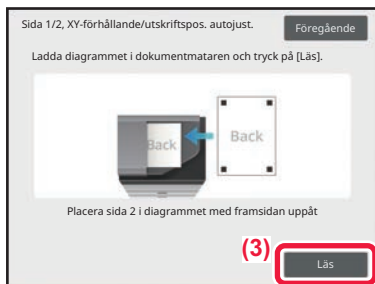 Sida 1/2, XY-förhållande/utskriftspos. autojust.
Föregående
Ladda diagrammet i dokumentmataren och tryck på [Läs].
Back
Back
Placera sida 2 i diagrammet med framsidan uppåt
(3)
Läs